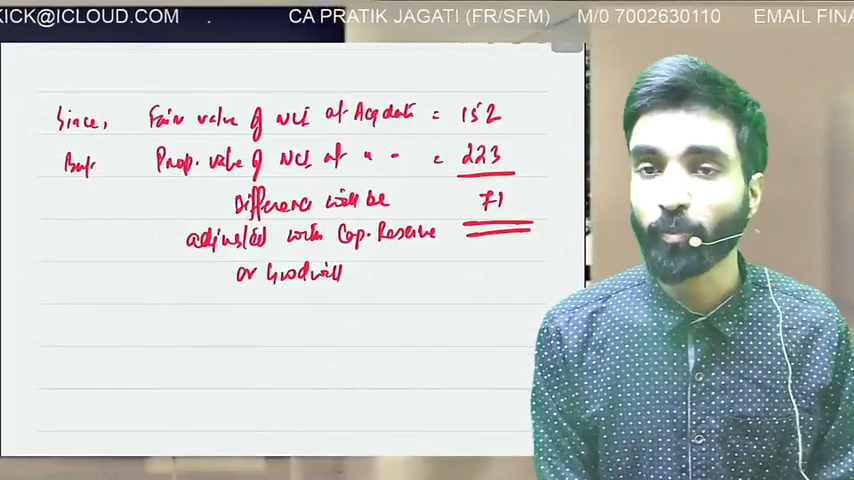 KICK@ICLOUD.COM . CA PRATIK JAGATI (FR/SFM) M/0 7002630110 EMAIL FINA
Since, Fair value of NCI at Acq date = 152
But Prop. value of NCI at " " = 223
Difference will be 71
adjusted with Cap. Reserve
or Goodwill